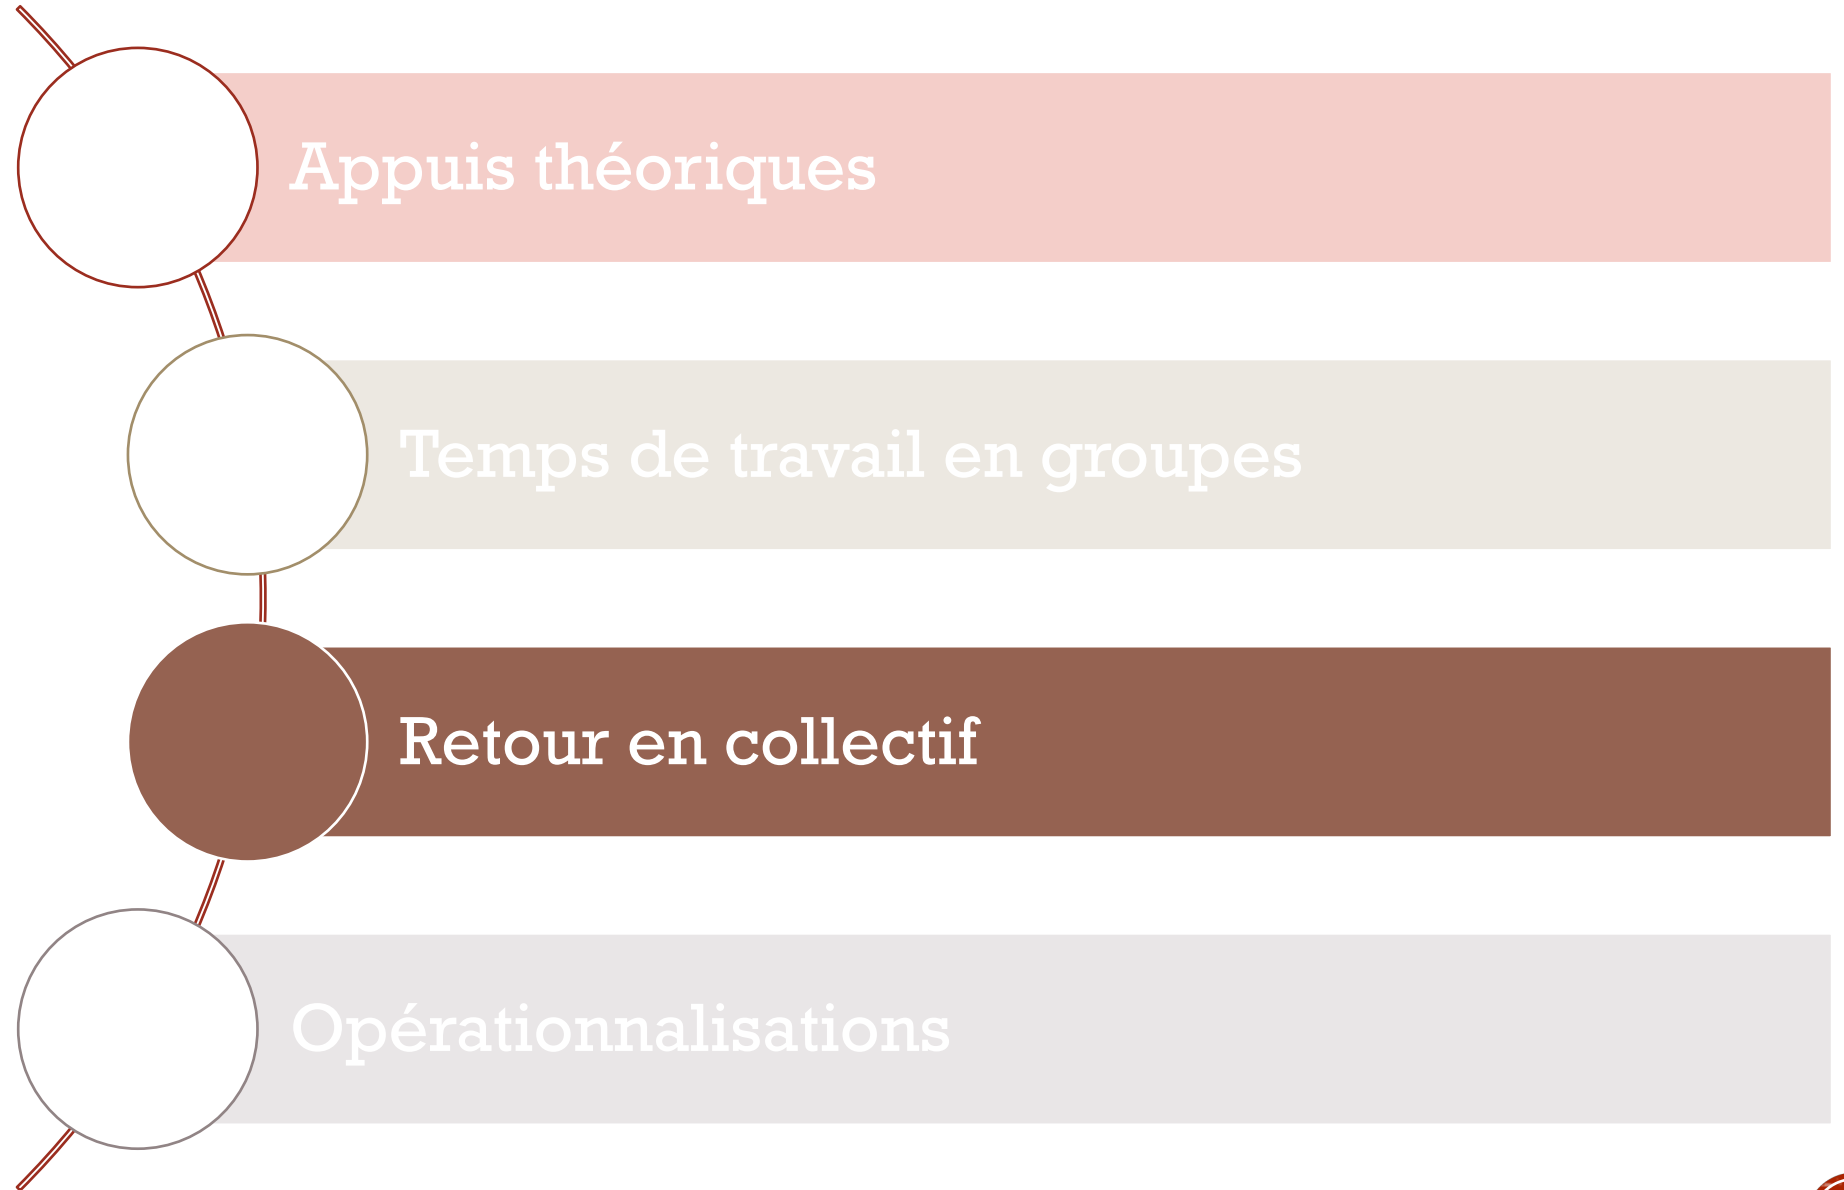 Appuis théoriques
Temps de travail en groupes
Retour en collectif
Opérationnalisations